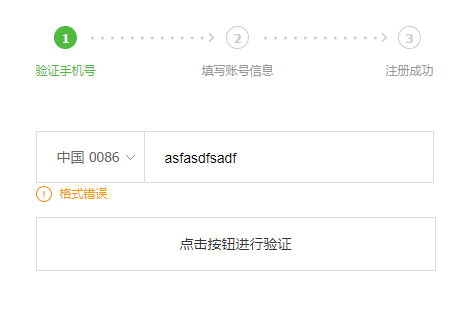 1 2 3
验证手机号 填写账号信息 注册成功
中国 0086 asfasdfsadf
格式错误
点击按钮进行验证